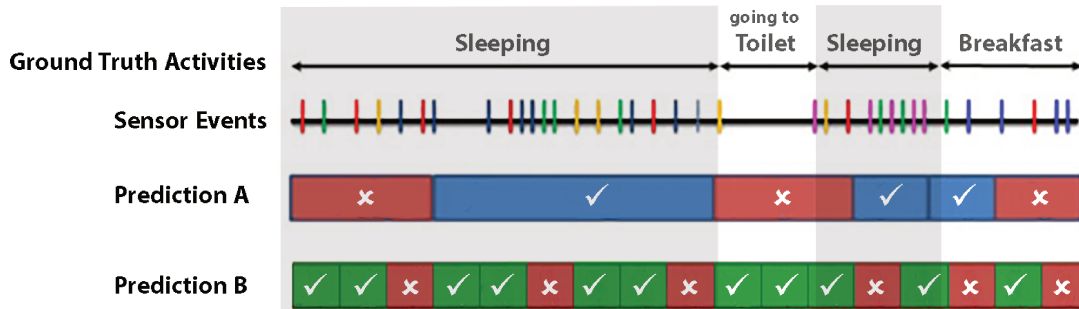 going to
Sleeping Toilet Sleeping Breakfast
Ground Truth Activities
Sensor Events
Prediction A
Prediction B